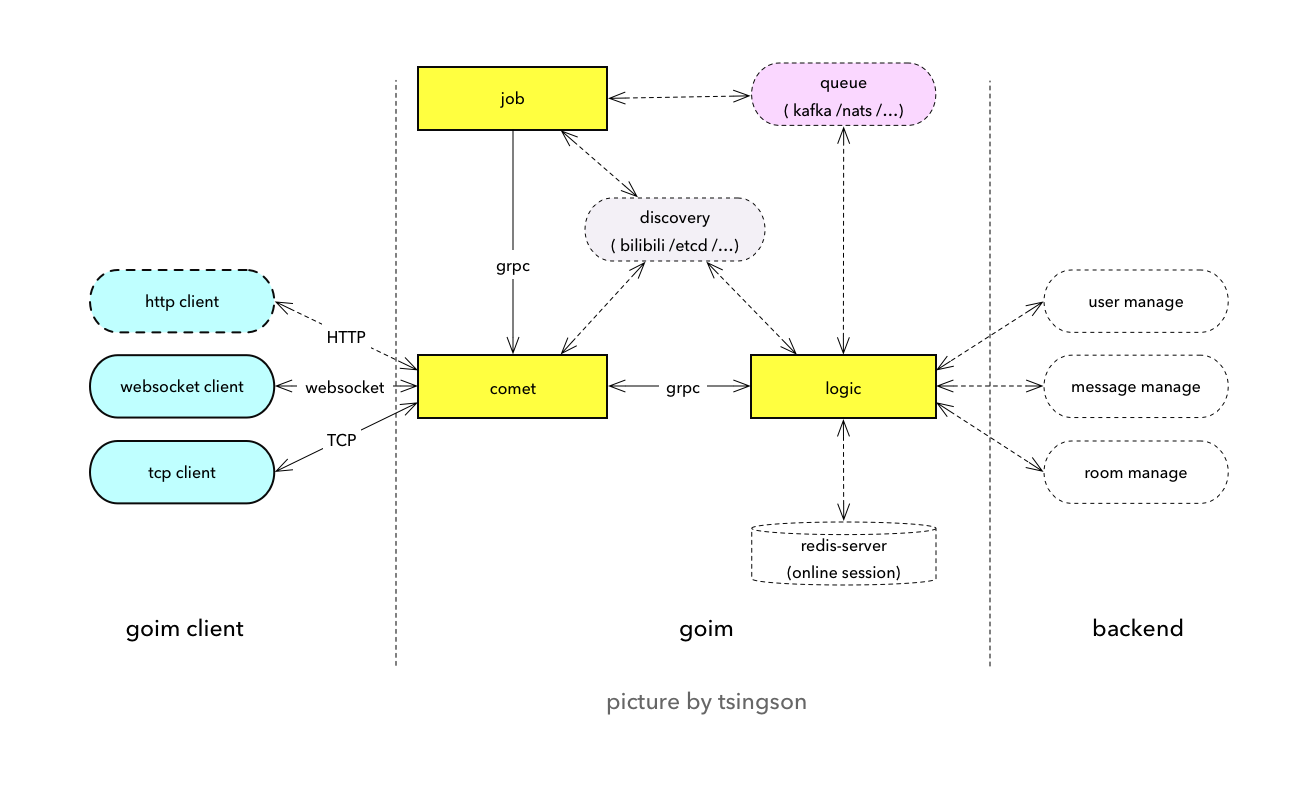 job
queue
( kafka /nats /...)
discovery
( bilibili /etcd /...)
grpc
http client
HTTP
user manage
websocket client
websocket
comet
grpc
logic
message manage
TCP
tcp client
room manage
redis-server
(online session)
goim client
goim
backend
picture by tsingson